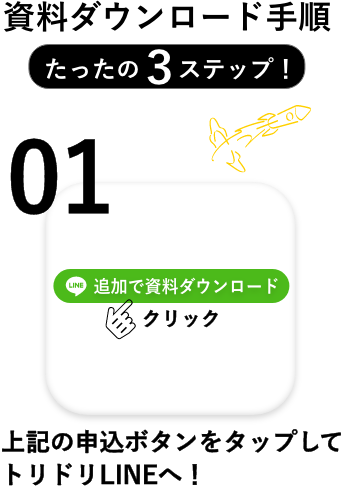 資料ダウンロード手順
たったの3ステップ！
01
LINE 追加で資料ダウンロード
クリック
上記の申込ボタンをタップして
トリドリLINEへ！